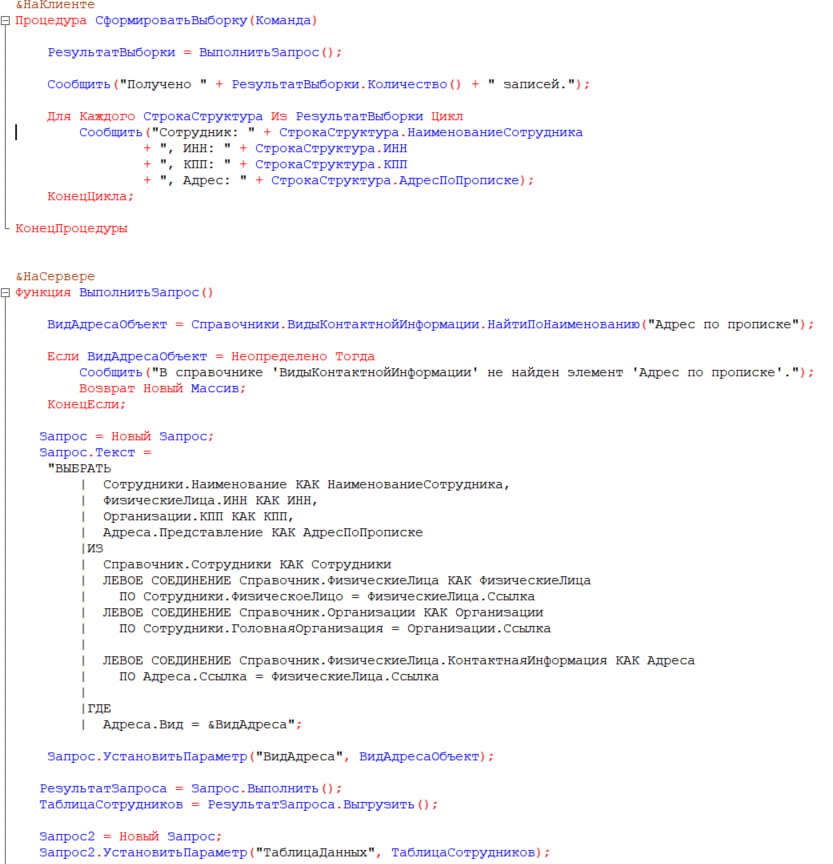 &НаКлиенте
Процедура СформироватьВыборку(Команда)
РезультатВыборки = ВыполнитьЗапрос();
Сообщить("Получено " + РезультатВыборки.Количество() + " записей.");
Для Каждого СтрокаСтруктура Из РезультатВыборки Цикл
Сообщить("Сотрудник: " + СтрокаСтруктура.НаименованиеСотрудника
+ ", ИНН: " + СтрокаСтруктура.ИНН
+ ", КПП: " + СтрокаСтруктура.КПП
+ ", Адрес: " + СтрокаСтруктура.АдресПоПрописке);
КонецЦикла;
КонецПроцедуры
&НаСервере
Функция ВыполнитьЗапрос()
ВидАдресаОбъект = Справочники.ВидыКонтактнойИнформации.НайтиПоНаименованию("Адрес по прописке");
Если ВидАдресаОбъект = Неопределено Тогда
Сообщить("В справочнике 'ВидыКонтактнойИнформации' не найден элемент 'Адрес по прописке'.");
Возврат Новый Массив;
КонецЕсли;
Запрос = Новый Запрос;
Запрос.Текст =
"ВЫБРАТЬ
| Сотрудники.Наименование КАК НаименованиеСотрудника,
| ФизическиеЛица.ИНН КАК ИНН,
| Организации.КПП КАК КПП,
| Адреса.Представление КАК АдресПоПрописке
|ИЗ
| Справочник.Сотрудники КАК Сотрудники
| ЛЕВОЕ СОЕДИНЕНИЕ Справочник.ФизическиеЛица КАК ФизическиеЛица
| ПО Сотрудники.ФизическоеЛицо = ФизическиеЛица.Ссылка
| ЛЕВОЕ СОЕДИНЕНИЕ Справочник.Организации КАК Организации
| ПО Сотрудники.ГоловнаяОрганизация = Организации.Ссылка
|
| ЛЕВОЕ СОЕДИНЕНИЕ Справочник.ФизическиеЛица.КонтактнаяИнформация КАК Адреса
| ПО Адреса.Ссылка = ФизическиеЛица.Ссылка
|
|ГДЕ
| Адреса.Вид = &ВидАдреса";
Запрос.УстановитьПараметр("ВидАдреса", ВидАдресаОбъект);
РезультатЗапроса = Запрос.Выполнить();
ТаблицаСотрудников = РезультатЗапроса.Выгрузить();
Запрос2 = Новый Запрос;
Запрос2.УстановитьПараметр("ТаблицаДанных", ТаблицаСотрудников);